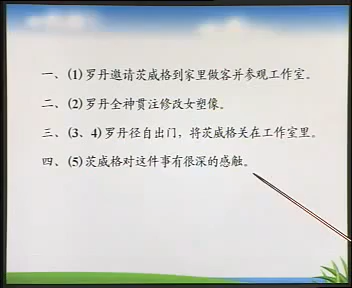 一、(1)罗丹邀请茨威格到家里做客并参观工作室。
二、(2)罗丹全神贯注修改女塑像。
三、(3、4)罗丹径自出门，将茨威格关在工作室里。
四、(5)茨威格对这件事有很深的感触。